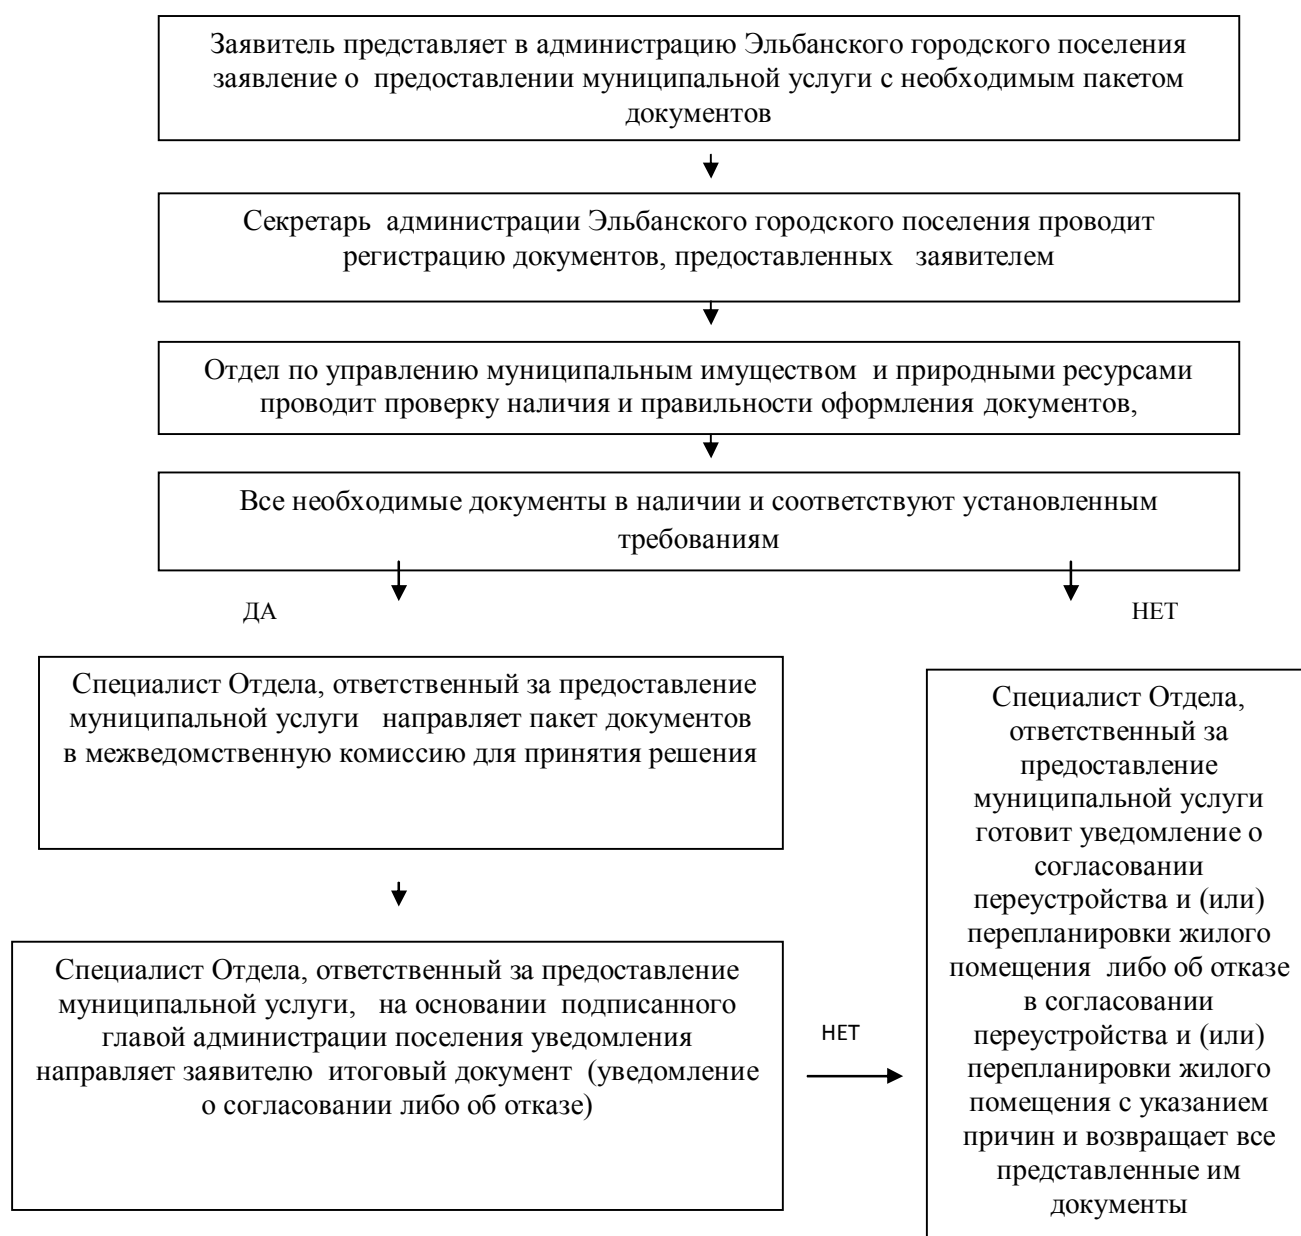 Заявитель представляет в администрацию Эльбанского городского поселения
заявление о предоставлении муниципальной услуги с необходимым пакетом
документов
Секретарь администрации Эльбанского городского поселения проводит
регистрацию документов, предоставленных заявителем
Отдел по управлению муниципальным имуществом и природными ресурсами
проводит проверку наличия и правильности оформления документов,
Все необходимые документы в наличии и соответствуют установленным
требованиям
ДА
НЕТ
Специалист Отдела, ответственный за предоставление
муниципальной услуги направляет пакет документов
в межведомственную комиссию для принятия решения
Специалист Отдела, ответственный за предоставление
муниципальной услуги, на основании подписанного
главой администрации поселения уведомления
направляет заявителю итоговый документ (уведомление
о согласовании либо об отказе)
НЕТ
Специалист Отдела,
ответственный за
предоставление
муниципальной услуги
готовит уведомление о
согласовании
переустройства и (или)
перепланировки жилого
помещения либо об отказе
в согласовании
переустройства и (или)
перепланировки жилого
помещения с указанием
причин и возвращает все
представленные им
документы